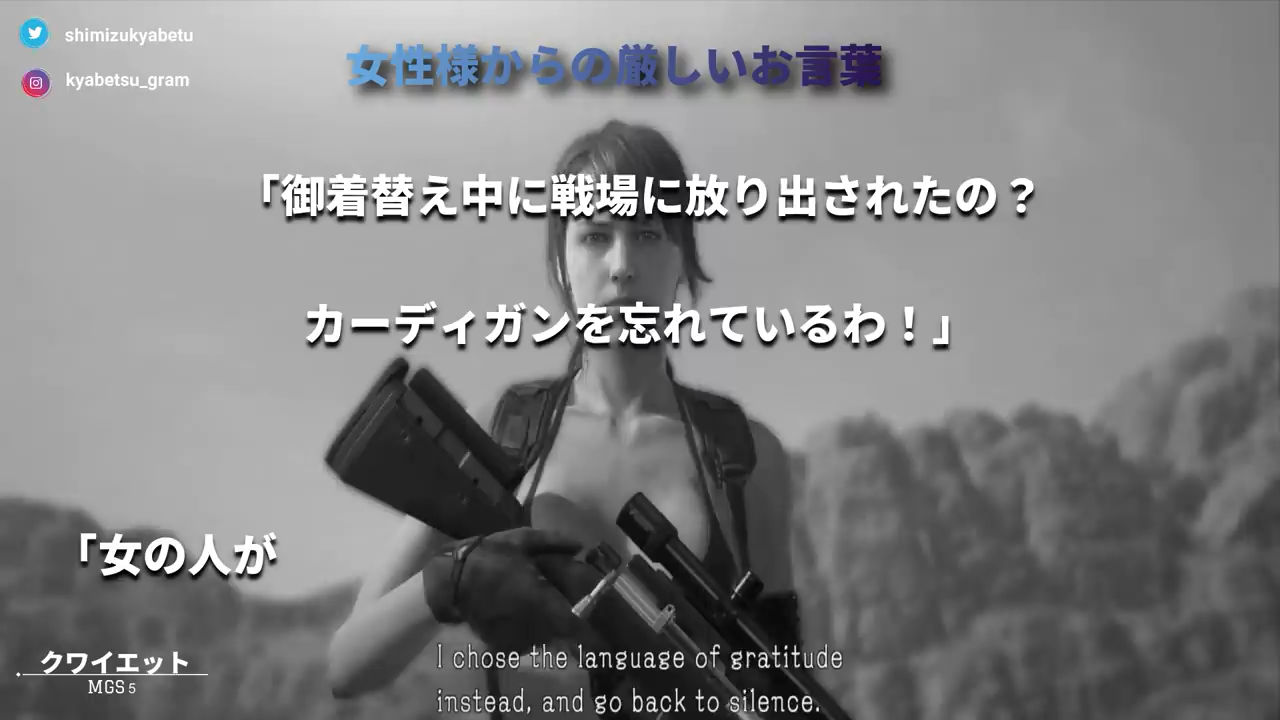 shimizukyabetu
kyabetsu_gram
女性様からの厳しいお言葉
「御着替え中に戦場に放り出されたの？
カーディガンを忘れているわ！」
「女の人が
クワイエット
MGS 5
I chose the language of gratitude
instead, and go back to silence.